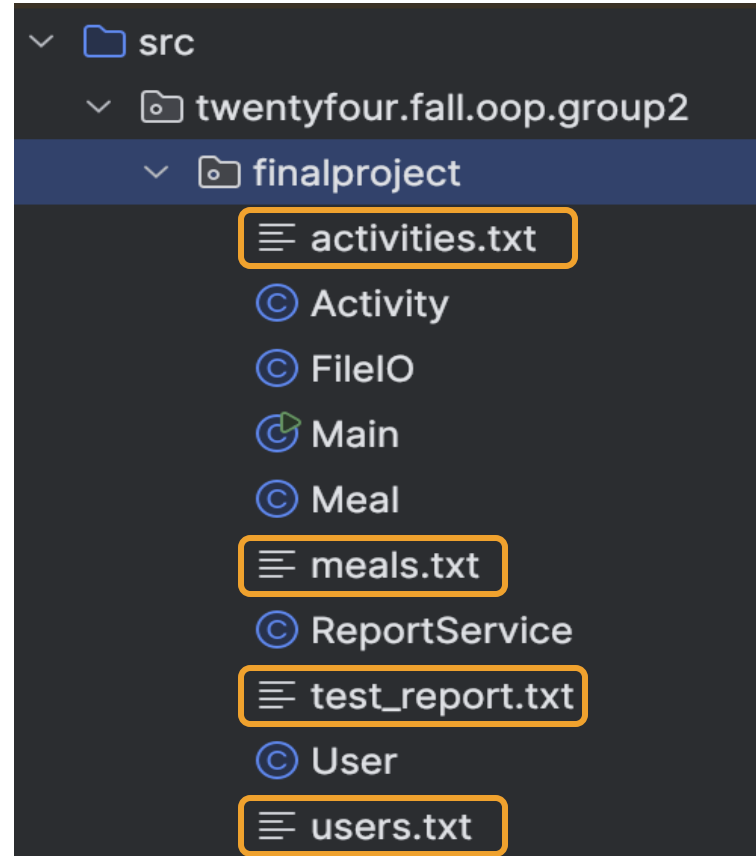 src
twentyfour.fall.oop.group2
finalproject
activities.txt
Activity
FileIO
Main
Meal
meals.txt
ReportService
test_report.txt
User
users.txt